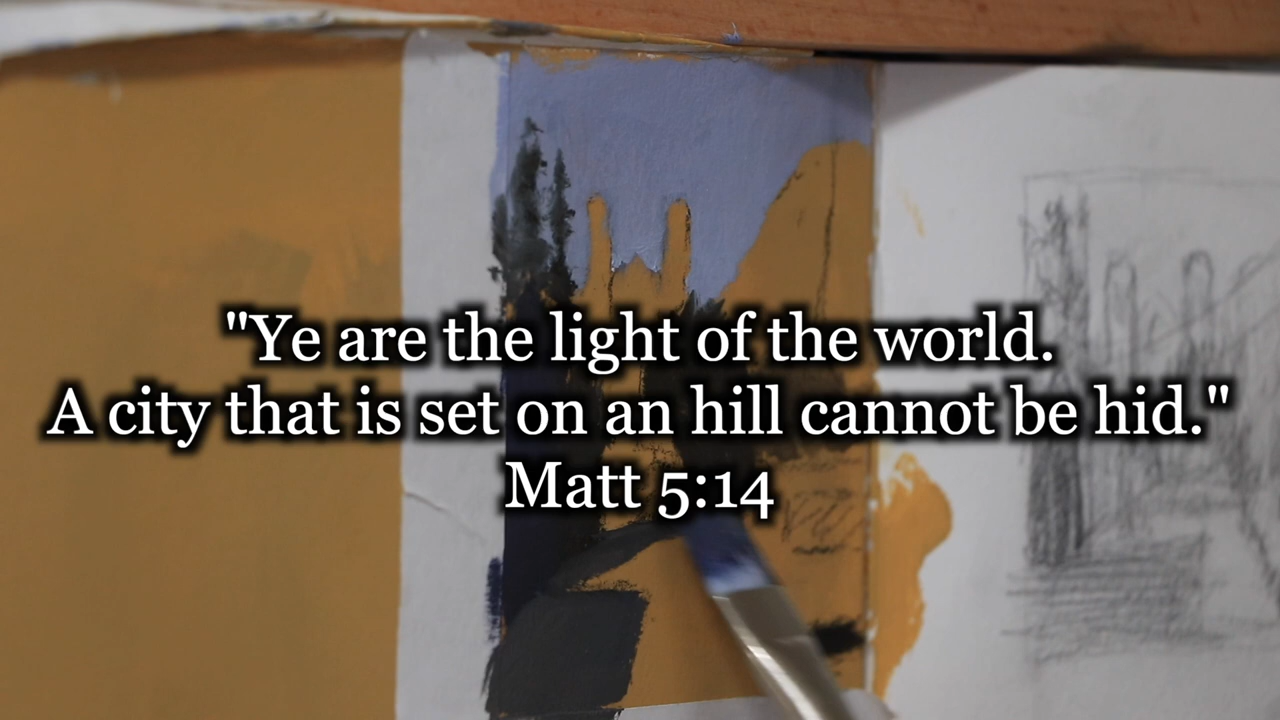 "Ye are the light of the world.
A city that is set on an hill cannot be hid."
Matt 5:14